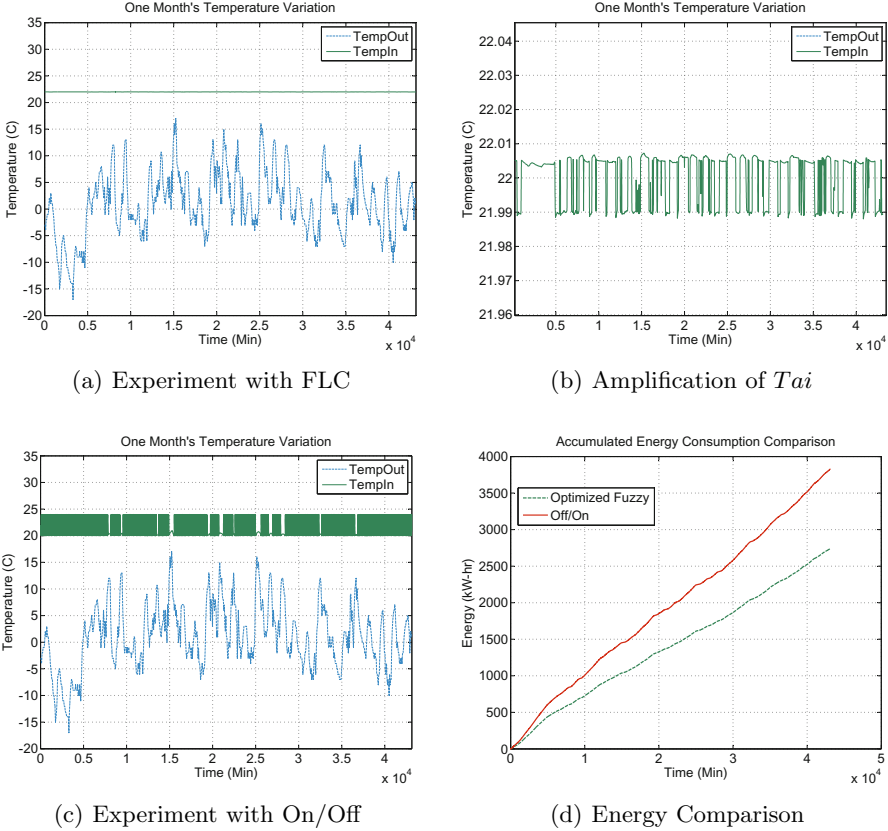 One Month's Temperature Variation
35
30
25
20
15
10
5
0
-5
-10
-15
-20
Temperature (C)
TempOut
TempIn
0 0.5 1 1.5 2 2.5 3 3.5 4
Time (Min)
x 10^4
(a) Experiment with FLC
One Month's Temperature Variation
22.04
22.03
22.02
22.01
22
21.99
21.98
21.97
21.96
Temperature (C)
TempOut
TempIn
0.5 1 1.5 2 2.5 3 3.5 4
Time (Min)
x 10^4
(b) Amplification of Tai
One Month's Temperature Variation
35
30
25
20
15
10
5
0
-5
-10
-15
-20
Temperature (C)
TempOut
TempIn
0 0.5 1 1.5 2 2.5 3 3.5 4
Time (Min)
x 10^4
(c) Experiment with On/Off
Accumulated Energy Consumption Comparison
4000
3500
3000
2500
2000
1500
1000
500
0
Energy (kW-hr)
Optimized Fuzzy
Off/On
0 1 2 3 4 5
Time (Min)
x 10^4
(d) Energy Comparison